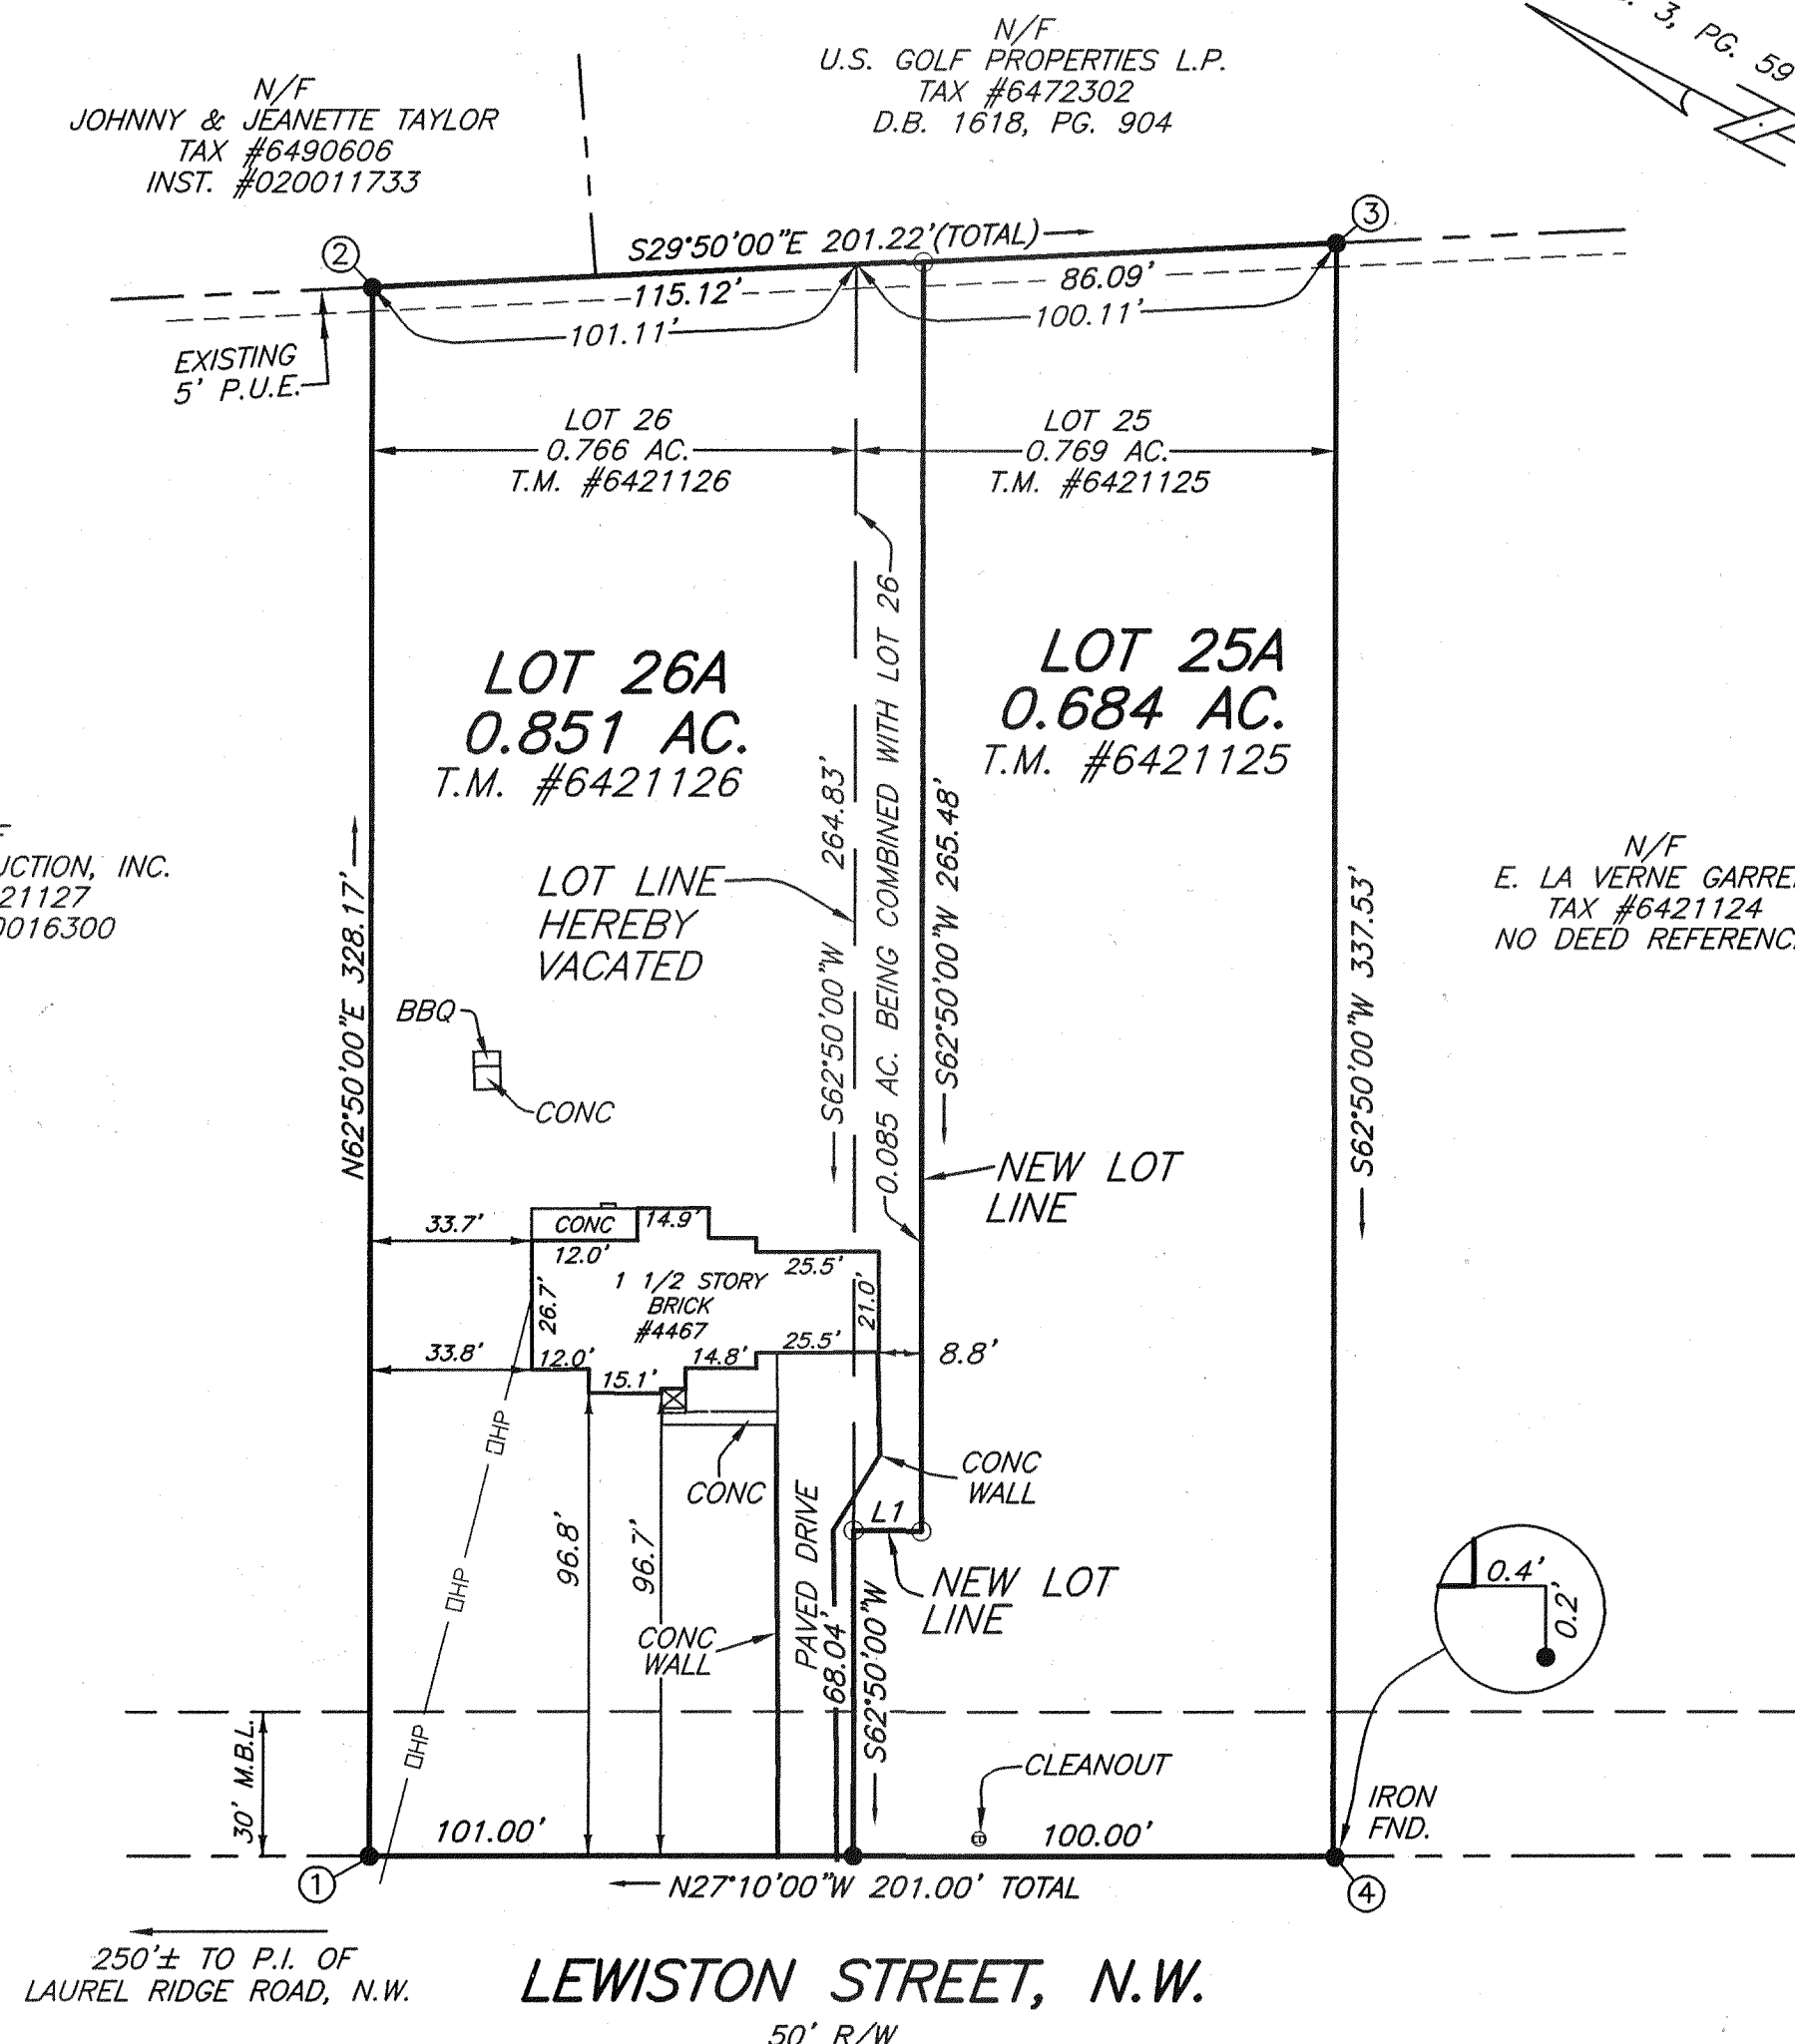 N/F
U.S. GOLF PROPERTIES L.P.
TAX #6472302
D.B. 1618, PG. 904
3, PG. 59
N/F
JOHNNY & JEANETTE TAYLOR
TAX #6490606
INST. #020011733
2
S29°50'00"E 201.22'(TOTAL)
3
115.12'
86.09'
101.11'
100.11'
EXISTING
5' P.U.E.
LOT 26
0.766 AC.
T.M. #6421126
LOT 25
0.769 AC.
T.M. #6421125
LOT 26A
0.851 AC.
T.M. #6421126
LOT 25A
0.684 AC.
T.M. #6421125
0.085 AC. BEING COMBINED WITH LOT 26
S62°50'00"W 264.83'
S62°50'00"W 265.48'
N62°50'00"E 328.17'
S62°50'00"W 337.53'
LOT LINE
HEREBY
VACATED
UCTION, INC.
21127
0016300
N/F
E. LA VERNE GARRE
TAX #6421124
NO DEED REFERENC
BBQ
CONC
NEW LOT
LINE
33.7'
CONC
14.9'
12.0'
25.5'
1 1/2 STORY
BRICK
#4467
26.7'
21.0'
33.8'
12.0'
15.1'
14.8'
25.5'
8.8'
OHP
OHP
OHP
CONC
CONC
WALL
L1
96.8'
96.7'
PAVED DRIVE
NEW LOT
LINE
CONC
WALL
68.04'
S62°50'00"W
0.4'
0.2'
30' M.B.L.
CLEANOUT
CO
IRON
FND.
101.00'
100.00'
1
N27°10'00"W 201.00' TOTAL
4
250'± TO P.I. OF
LAUREL RIDGE ROAD, N.W.
LEWISTON STREET, N.W.
50' R/W